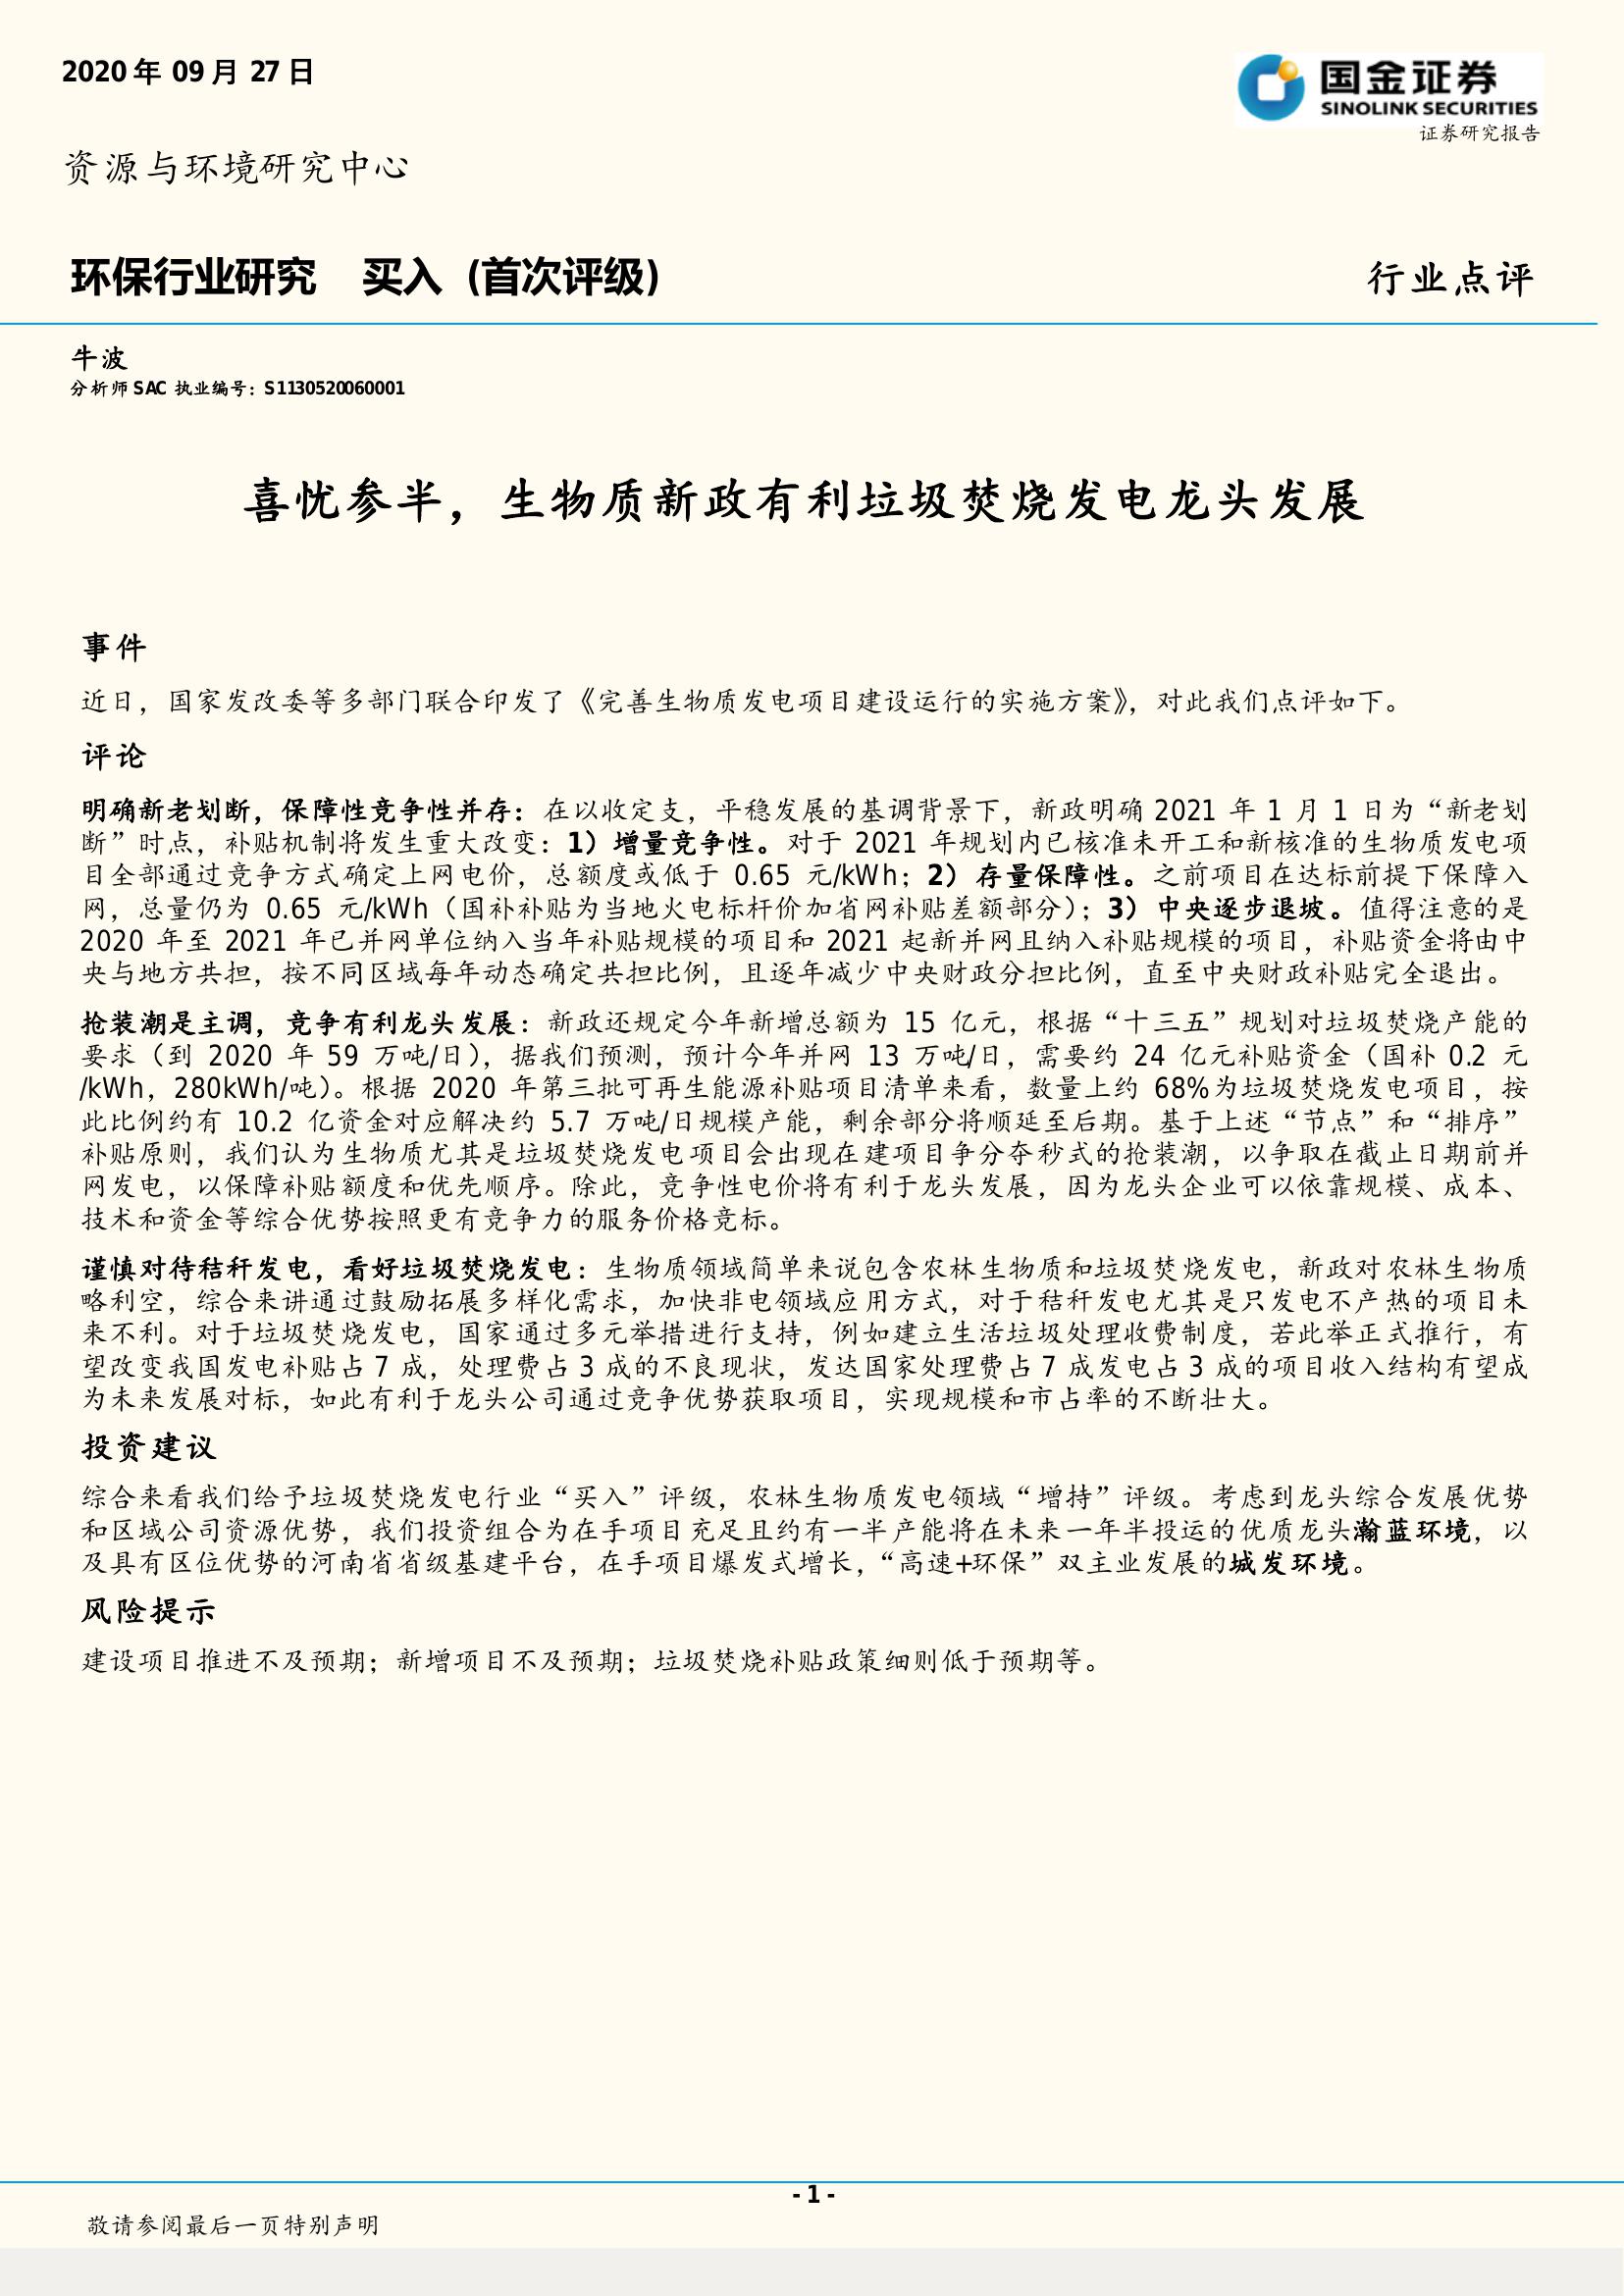 2020 年 09 月 27 日
国金证券
SINOLINK SECURITIES
证券研究报告
资源与环境研究中心
环保行业研究 买入 (首次评级)
行业点评
牛波
分析师 SAC 执业编号：S1130520060001
喜忧参半，生物质新政有利垃圾焚烧发电龙头发展
事件
近日，国家发改委等多部门联合印发了《完善生物质发电项目建设运行的实施方案》，对此我们点评如下。
评论
明确新老划断，保障性竞争性并存：在以收定支，平稳发展的基调背景下，新政明确 2021 年 1 月 1 日为“新老划
断”时点，补贴机制将发生重大改变：1）增量竞争性。对于 2021 年规划内已核准未开工和新核准的生物质发电项
目全部通过竞争方式确定上网电价，总额度或低于 0.65 元/kWh；2）存量保障性。之前项目在达标前提下保障入
网，总量仍为 0.65 元/kWh（国补补贴为当地火电标杆价加省网补贴差额部分）；3）中央逐步退坡。值得注意的是
2020 年至 2021 年已并网单位纳入当年补贴规模的项目和 2021 起新并网且纳入补贴规模的项目，补贴资金将由中
央与地方共担，按不同区域每年动态确定共担比例，且逐年减少中央财政分担比例，直至中央财政补贴完全退出。
抢装潮是主调，竞争有利龙头发展：新政还规定今年新增总额为 15 亿元，根据“十三五”规划对垃圾焚烧产能的
要求（到 2020 年 59 万吨/日），据我们预测，预计今年并网 13 万吨/日，需要约 24 亿元补贴资金（国补 0.2 元
/kWh，280kWh/吨）。根据 2020 年第三批可再生能源补贴项目清单来看，数量上约 68%为垃圾焚烧发电项目，按
此比例约有 10.2 亿资金对应解决约 5.7 万吨/日规模产能，剩余部分将顺延至后期。基于上述“节点”和“排序”
补贴原则，我们认为生物质尤其是垃圾焚烧发电项目会出现在建项目争分夺秒式的抢装潮，以争取在截止日期前并
网发电，以保障补贴额度和优先顺序。除此，竞争性电价将有利于龙头发展，因为龙头企业可以依靠规模、成本、
技术和资金等综合优势按照更有竞争力的服务价格竞标。
谨慎对待秸秆发电，看好垃圾焚烧发电：生物质领域简单来说包含农林生物质和垃圾焚烧发电，新政对农林生物质
略利空，综合来讲通过鼓励拓展多样化需求，加快非电领域应用方式，对于秸秆发电尤其是只发电不产热的项目未
来不利。对于垃圾焚烧发电，国家通过多元举措进行支持，例如建立生活垃圾处理收费制度，若此举正式推行，有
望改变我国发电补贴占 7 成，处理费占 3 成的不良现状，发达国家处理费占 7 成发电占 3 成的项目收入结构有望成
为未来发展对标，如此有利于龙头公司通过竞争优势获取项目，实现规模和市占率的不断壮大。
投资建议
综合来看我们给予垃圾焚烧发电行业“买入”评级，农林生物质发电领域“增持”评级。考虑到龙头综合发展优势
和区域公司资源优势，我们投资组合为在手项目充足且约有一半产能将在未来一年半投运的优质龙头瀚蓝环境，以
及具有区位优势的河南省省级基建平台，在手项目爆发式增长，“高速+环保”双主业发展的城发环境。
风险提示
建设项目推进不及预期；新增项目不及预期；垃圾焚烧补贴政策细则低于预期等。
- 1 -
敬请参阅最后一页特别声明